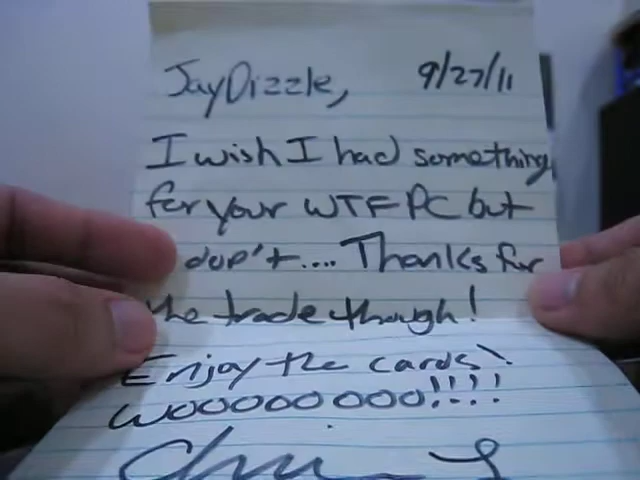 JayDizzle, 9/27/11
I wish I had something
for your WTF PC but
don't.... Thanks for
the trade though!
Enjoy the cards!
WOOOOOOOO!!!!